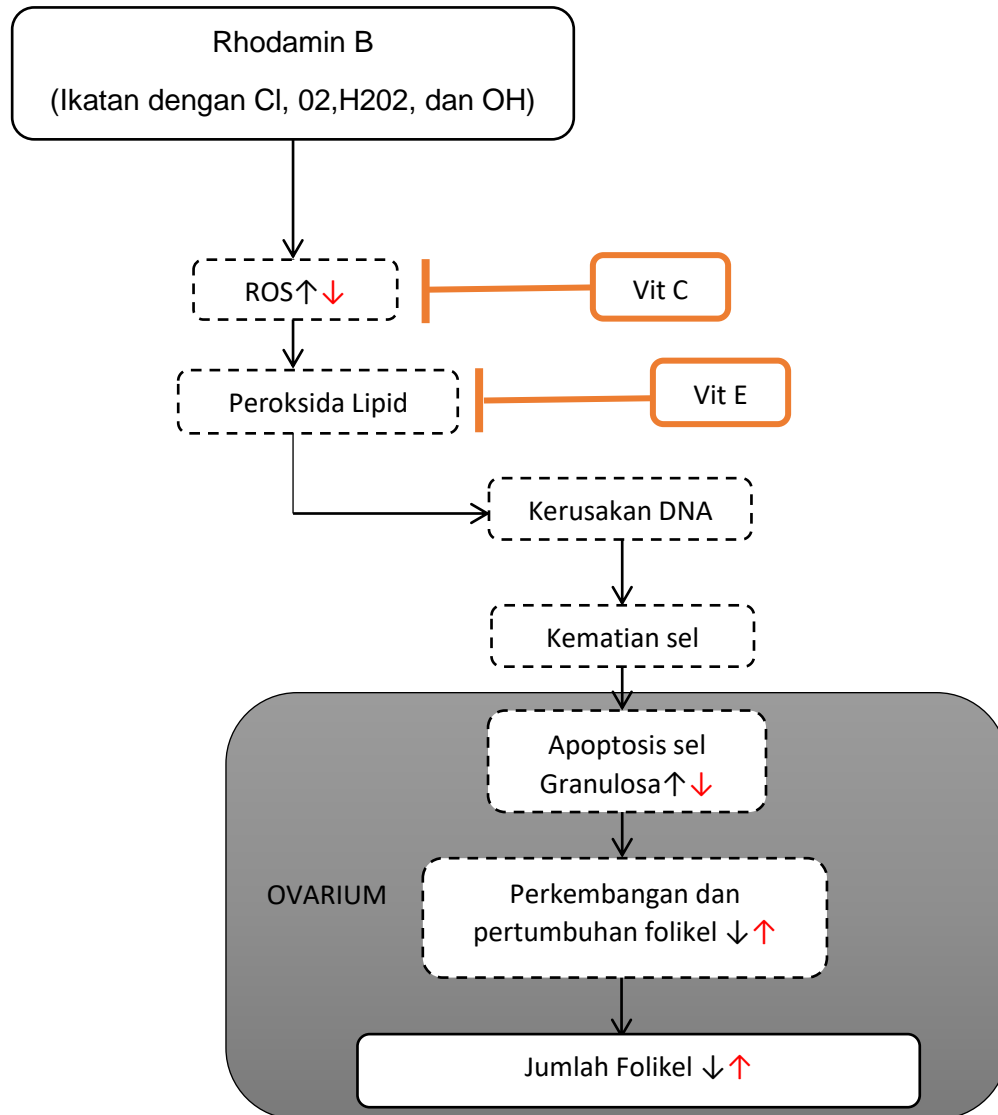 Rhodamin B
(Ikatan dengan Cl, 02,H202, dan OH)
ROS↑↓
Vit C
Peroksida Lipid
Vit E
Kerusakan DNA
Kematian sel
Apoptosis sel
Granulosa↑↓
OVARIUM
Perkembangan dan
pertumbuhan folikel ↓↑
Jumlah Folikel ↓↑